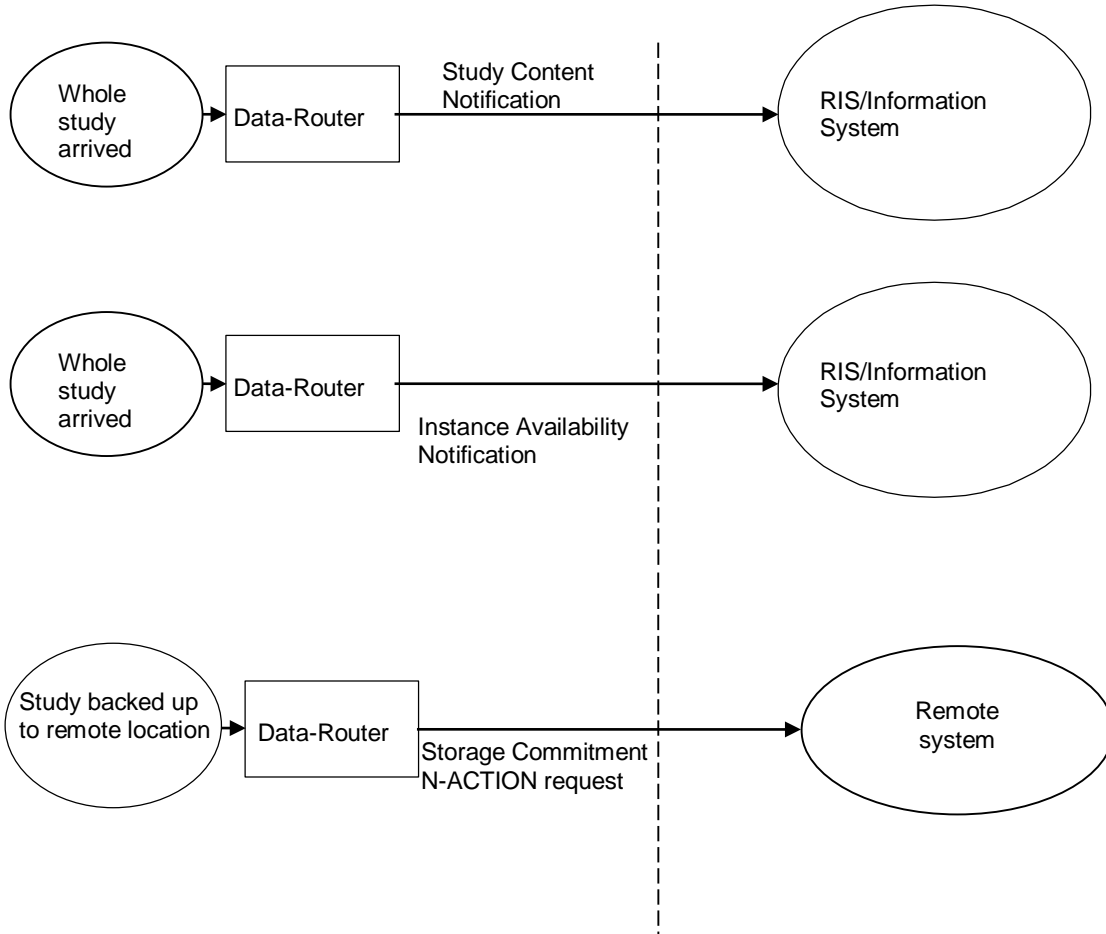 Whole
study
arrived
Data-Router
Study Content
Notification
RIS/Information
System
Whole
study
arrived
Data-Router
Instance Availability
Notification
RIS/Information
System
Study backed up
to remote location
Data-Router
Storage Commitment
N-ACTION request
Remote
system